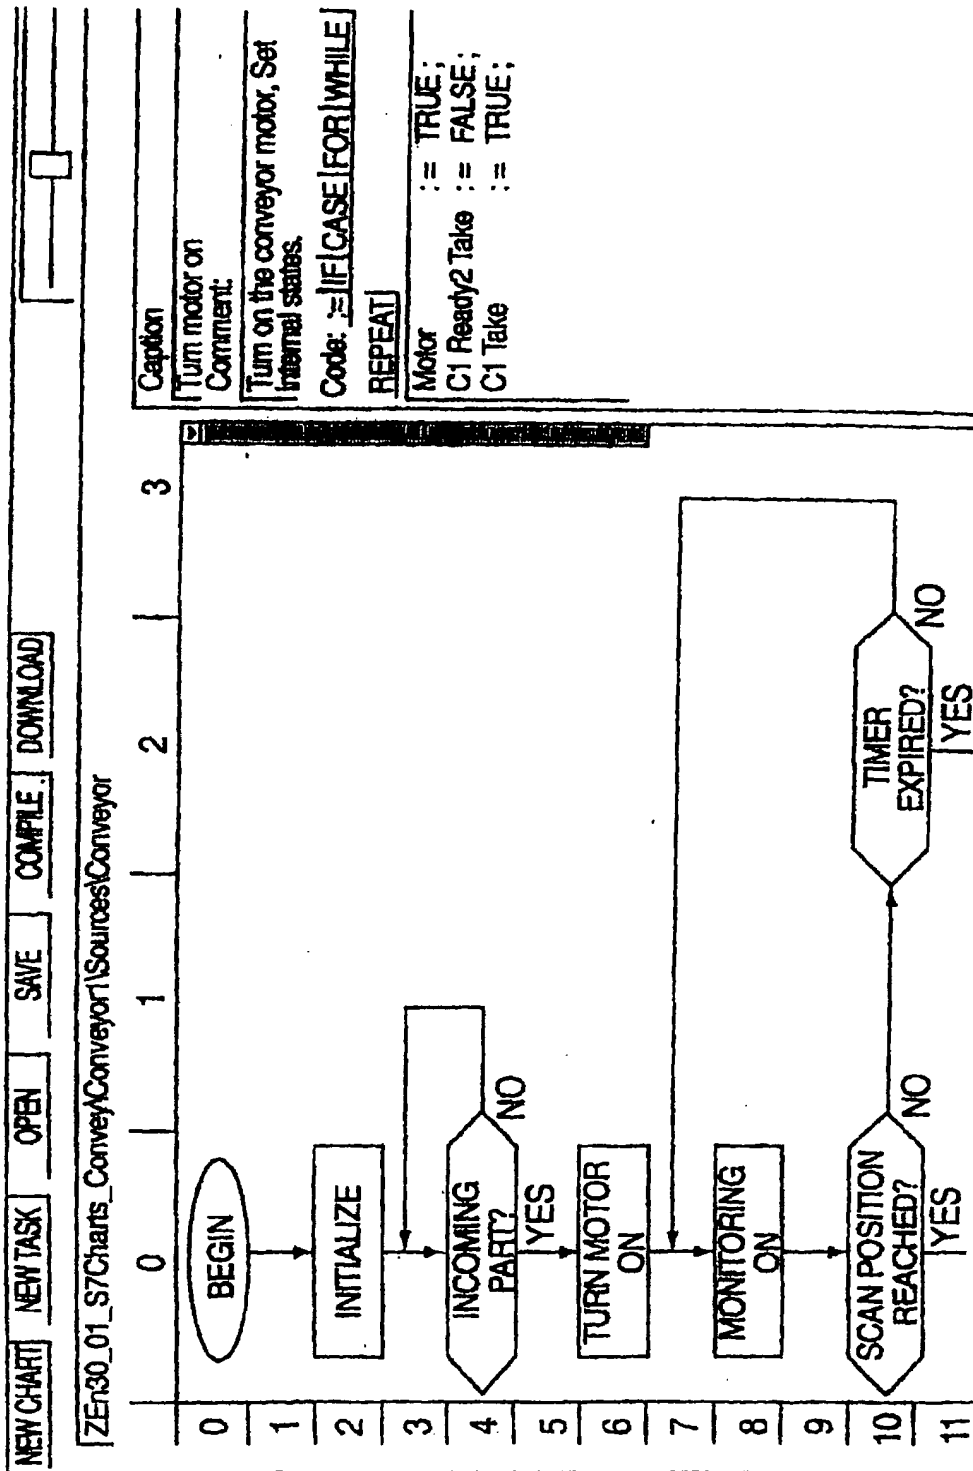 NEW CHART NEW TASK OPEN SAVE COMPILE DOWNLOAD
ZEn30_01_S7Charts_Convey\Conveyor1\Sources\Conveyor
0 1 2 3
0
1
2
3
4
5
6
7
8
9
10
11
BEGIN
INITIALIZE
INCOMING
PART?
NO
YES
TURN MOTOR
ON
MONITORING
ON
SCAN POSITION
REACHED?
NO
YES
TIMER
EXPIRED?
NO
YES
Caption
Turn motor on
Comment:
Turn on the conveyor motor, Set
Internal states.
Code: := IF CASE FOR WHILE
REPEAT
Motor := TRUE;
C1 Ready2 Take := FALSE;
C1 Take := TRUE;